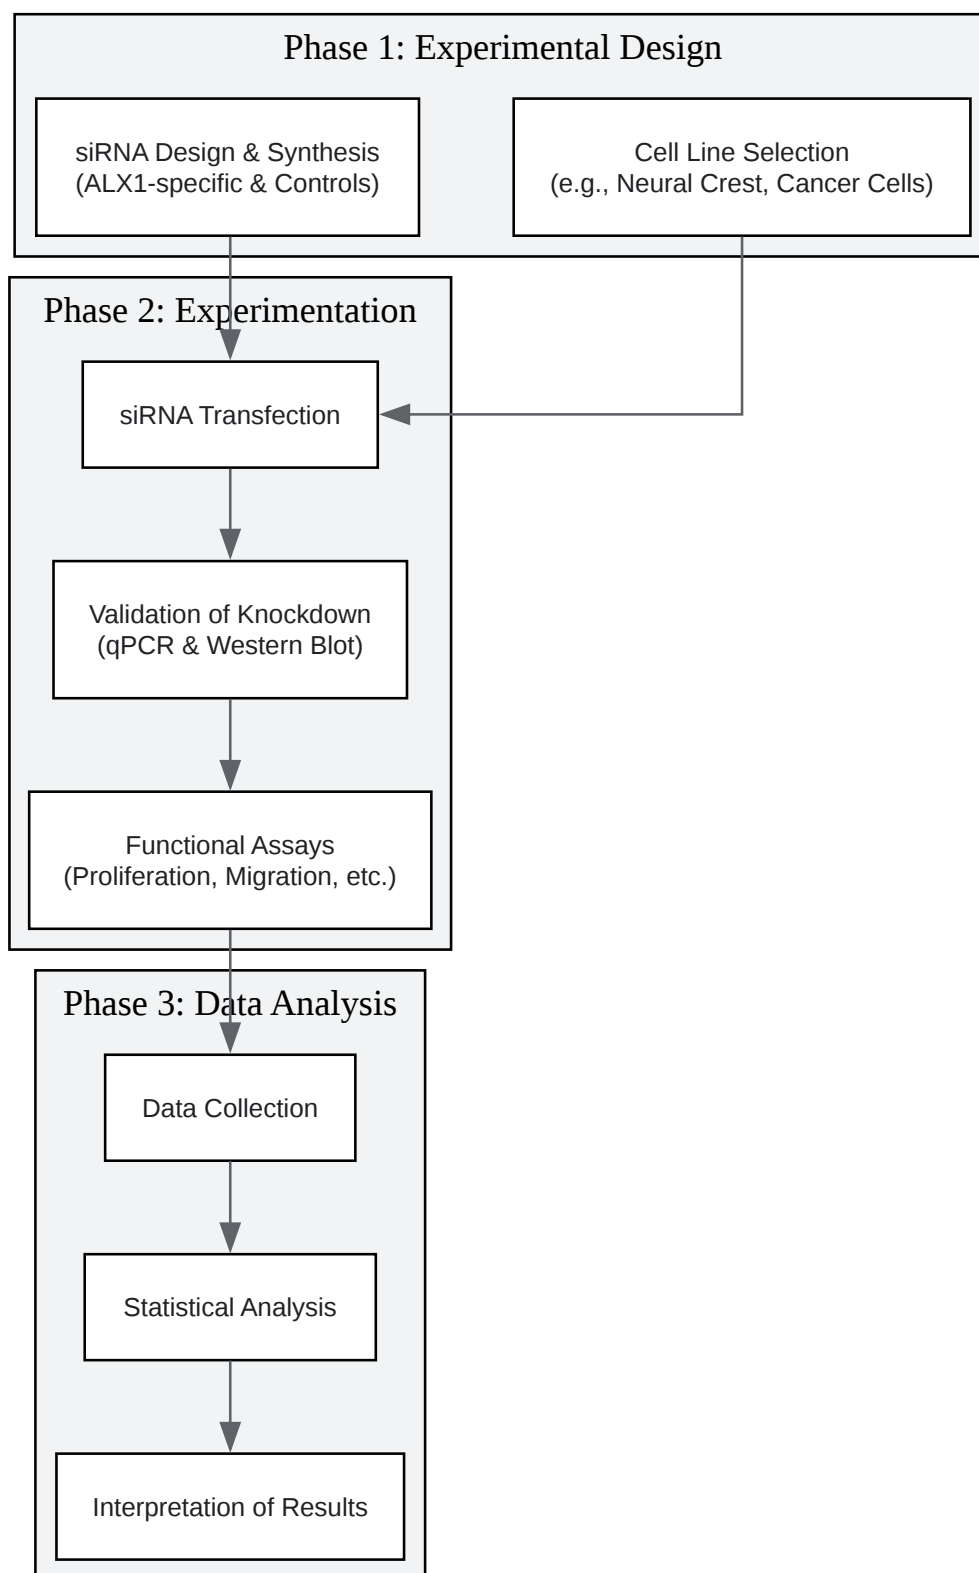 Phase 1: Experimental Design
siRNA Design & Synthesis
(ALX1-specific & Controls)
Cell Line Selection
(e.g., Neural Crest, Cancer Cells)
Phase 2: Experimentation
siRNA Transfection
Validation of Knockdown
(qPCR & Western Blot)
Functional Assays
(Proliferation, Migration, etc.)
Phase 3: Data Analysis
Data Collection
Statistical Analysis
Interpretation of Results